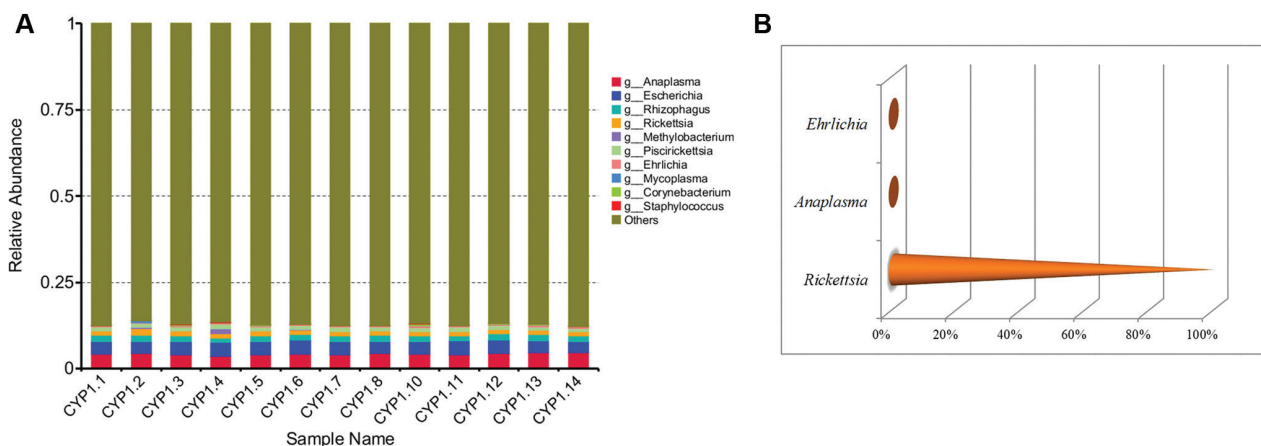 A
1
0.75
0.5
0.25
0
Relative Abundance
CYP1.1
CYP1.2
CYP1.3
CYP1.4
CYP1.5
CYP1.6
CYP1.7
CYP1.8
CYP1.10
CYP1.11
CYP1.12
CYP1.13
CYP1.14
Sample Name
g__Anaplasma
g__Escherichia
g__Rhizophagus
g__Rickettsia
g__Methylobacterium
g__Piscirickettsia
g__Ehrlichia
g__Mycoplasma
g__Corynebacterium
g__Staphylococcus
Others
B
Ehrlichia
Anaplasma
Rickettsia
0%
20%
40%
60%
80%
100%